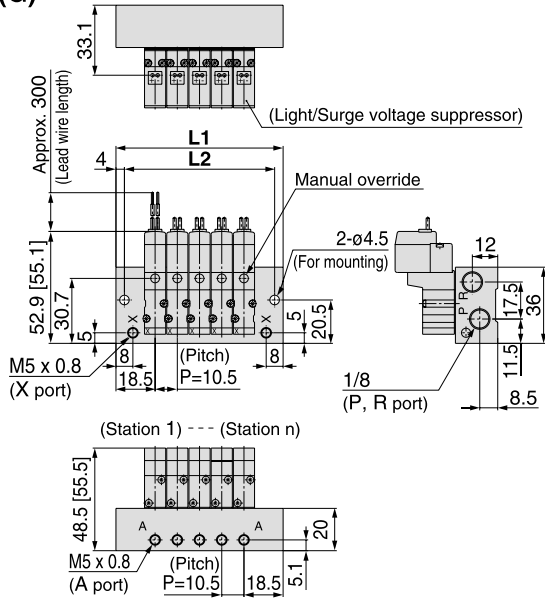 33.1
(Light/Surge voltage suppressor)
Approx. 300
(Lead wire length)
L1
L2
4
Manual override
2-ø4.5
(For mounting)
52.9 [55.1]
30.7
5
X
X
5
20.5
8
8
M5 x 0.8
(X port)
18.5
(Pitch)
P=10.5
12
R
P
17.5
36
11.5
8.5
1/8
(P, R port)
(Station 1) --- (Station n)
48.5 [55.5]
A
A
20
5.1
M5 x 0.8
(A port)
(Pitch)
P=10.5
18.5